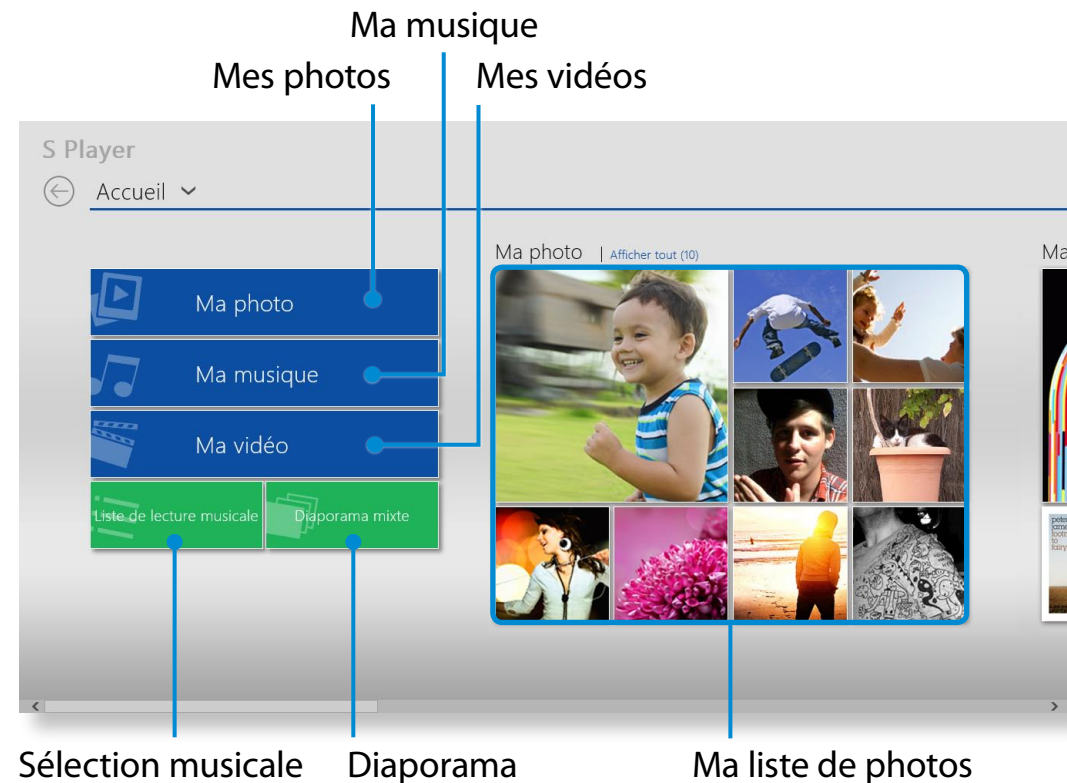 Ma musique
Mes photos
Mes vidéos
S Player
Accueil
Ma photo | Afficher tout (10)
Ma
Ma photo
Ma musique
Ma vidéo
Liste de lecture musicale
Diaporama mixte
Sélection musicale
Diaporama
Ma liste de photos